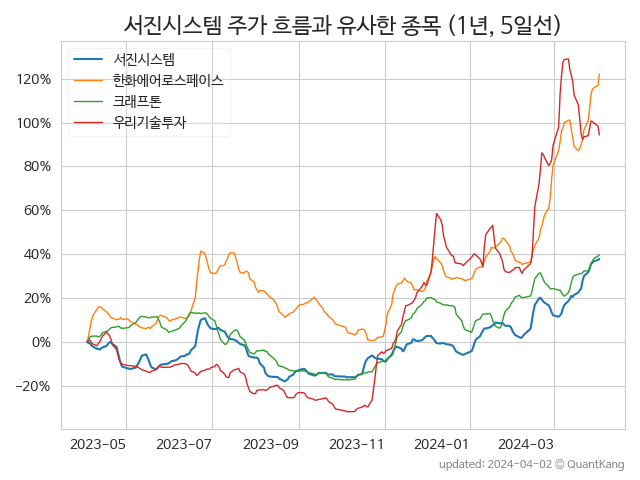 서진시스템 주가 흐름과 유사한 종목 (1년, 5일선)
서진시스템
한화에어로스페이스
크래프톤
우리기술투자
120%
100%
80%
60%
40%
20%
0%
−20%
2023-05 2023-07 2023-09 2023-11 2024-01 2024-03
updated: 2024-04-02 © QuantKang